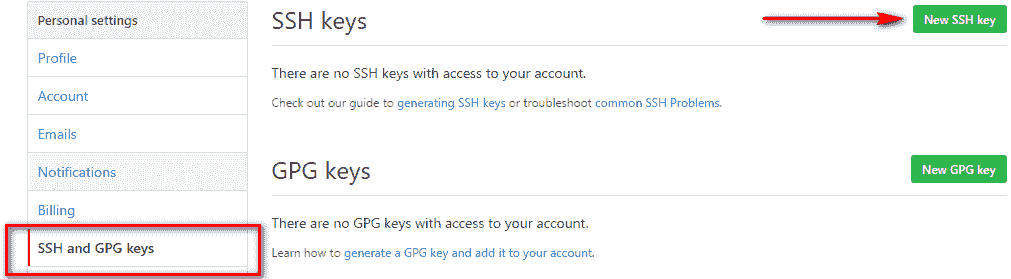 Personal settings
Profile
Account
Emails
Notifications
Billing
SSH and GPG keys
SSH keys
New SSH key
There are no SSH keys with access to your account.
Check out our guide to generating SSH keys or troubleshoot common SSH Problems.
GPG keys
New GPG key
There are no GPG keys with access to your account.
Learn how to generate a GPG key and add it to your account.